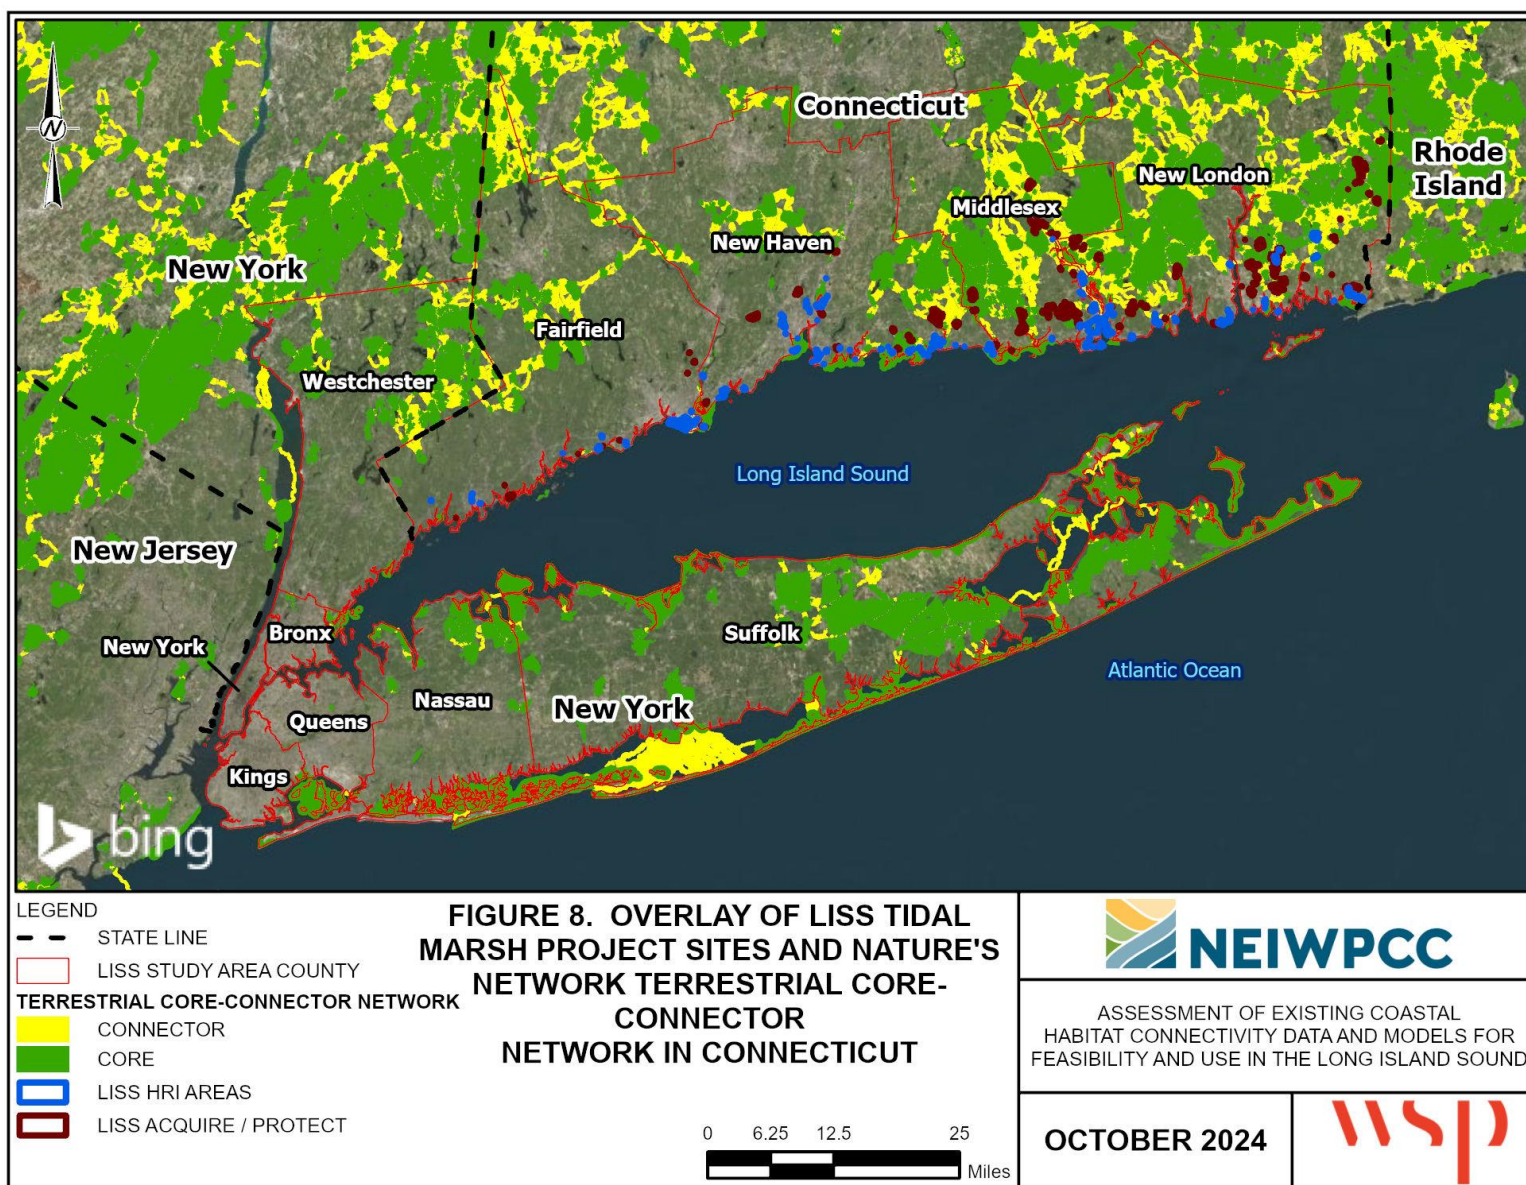 N
Connecticut
Rhode
Island
New London
Middlesex
New Haven
New York
Fairfield
Westchester
Long Island Sound
New Jersey
Bronx
New York
Suffolk
Atlantic Ocean
Nassau
New York
Queens
Kings
bing
LEGEND
STATE LINE
LISS STUDY AREA COUNTY
TERRESTRIAL CORE-CONNECTOR NETWORK
CONNECTOR
CORE
LISS HRI AREAS
LISS ACQUIRE / PROTECT
FIGURE 8. OVERLAY OF LISS TIDAL
MARSH PROJECT SITES AND NATURE'S
NETWORK TERRESTRIAL CORE-
CONNECTOR
NETWORK IN CONNECTICUT
0 6.25 12.5 25
Miles
NEIWPCC
ASSESSMENT OF EXISTING COASTAL
HABITAT CONNECTIVITY DATA AND MODELS FOR
FEASIBILITY AND USE IN THE LONG ISLAND SOUND
OCTOBER 2024
wsp